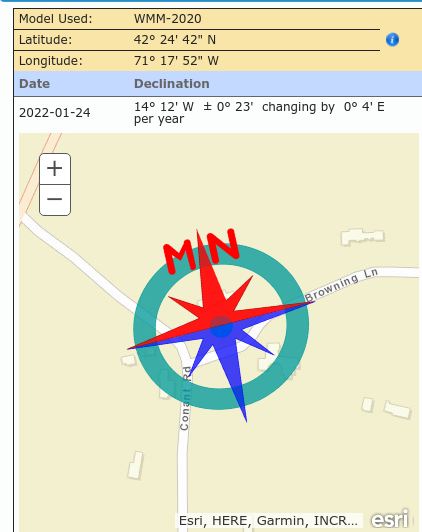 Model Used: WMM-2020
Latitude: 42° 24' 42" N
Longitude: 71° 17' 52" W
Date Declination
2022-01-24 14° 12' W ± 0° 23' changing by 0° 4' E
per year
+
−
MN
Browning Ln
Conant Rd
Esri, HERE, Garmin, INCR... esri